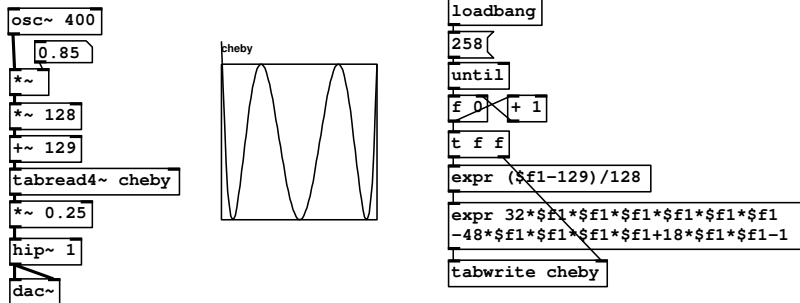 osc~ 400
0.85
*~
*~ 128
+~ 129
tabread4~ cheby
*~ 0.25
hip~ 1
dac~
cheby
loadbang
258
until
f 0
+ 1
t f f
expr ($f1-129)/128
expr 32*$f1*$f1*$f1*$f1*$f1*$f1
-48*$f1*$f1*$f1*$f1+18*$f1*$f1-1
tabwrite cheby